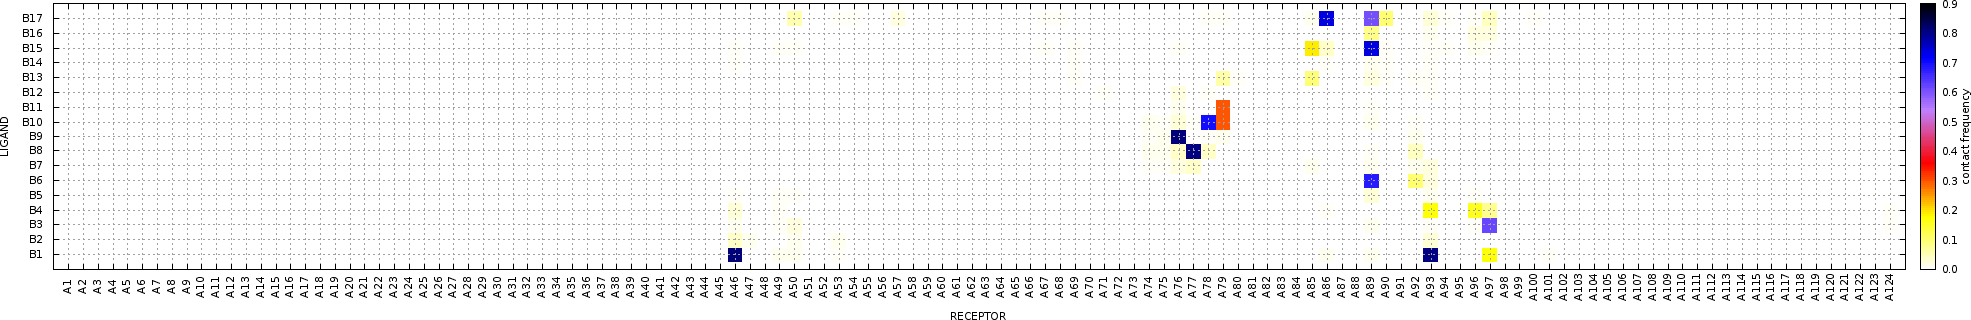 B17
B16
B15
B14
B13
B12
B11
B10
B9
B8
B7
B6
B5
B4
B3
B2
B1
LIGAND
A1 A2 A3 A4 A5 A6 A7 A8 A9 A10 A11 A12 A13 A14 A15 A16 A17 A18 A19 A20 A21 A22 A23 A24 A25 A26 A27 A28 A29 A30 A31 A32 A33 A34 A35 A36 A37 A38 A39 A40 A41 A42 A43 A44 A45 A46 A47 A48 A49 A50 A51 A52 A53 A54 A55 A56 A57 A58 A59 A60 A61 A62 A63 A64 A65 A66 A67 A68 A69 A70 A71 A72 A73 A74 A75 A76 A77 A78 A79 A80 A81 A82 A83 A84 A85 A86 A87 A88 A89 A90 A91 A92 A93 A94 A95 A96 A97 A98 A99 A100 A101 A102 A103 A104 A105 A106 A107 A108 A109 A110 A111 A112 A113 A114 A115 A116 A117 A118 A119 A120 A121 A122 A123 A124
RECEPTOR
0.9
0.8
0.7
0.6
0.5
0.4
0.3
0.2
0.1
0.0
contact frequency